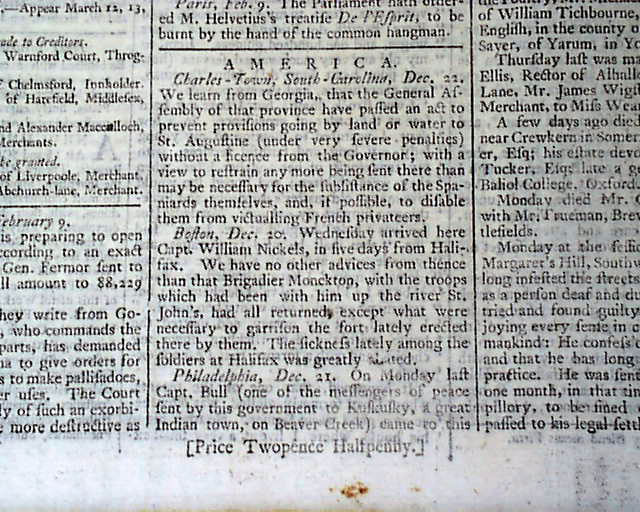 —Appear March 12, 13,
ade to Creditors.
Warnford Court, Throg-
Chelmsford, Innholder.
of Harefield, Middleſex,
nd Alexander Maccalloch,
Merchants.
be granted.
of Liverpoole, Merchant.
Abchurch-lane, Merchant.
February 9.
is preparing to open
ccording to an exact
Gen. Fermor ſent to
ll amount to 88,229
hey write from Go-
, who commands the
parts, has demanded
na to give orders for
s to make palliſadoes,
er uſes. The Court
ly of ſuch an exorbi-
e more deſtructive as
Paris, Feb. 9. The Parliament hath order-
ed M. Helvetius's treatiſe De l'Eſprit, to be
burnt by the hand of the common hangman.
AMERICA.
Charles-Town, South-Carolina, Dec. 22.
We learn from Georgia, that the General Aſ-
ſembly of that province have paſſed an act to
prevent proviſions going by land or water to
St. Auguſtine (under very ſevere penalties)
without a licence from the Governor; with a
view to reſtrain any more being ſent there than
may be neceſſary for the ſubſiſtance of the Spa-
niards themſelves, and, if poſſible, to diſable
them from victualling French privateers.
Boſton, Dec. 20. Wedneſday arrived here
Capt. William Nickels, in five days from Hali-
fax. We have no other advices from thence
than that Brigadier Monckton, with the troops
which had been with him up the river St.
John's, had all returned, except what were
neceſſary to garriſon the fort lately erected
there by them. The ſickneſs lately among the
ſoldiers at Halifax was greatly abated.
Philadelphia, Dec. 21. On Monday laſt
Capt. Bull (one of the meſſengers of peace
ſent by this government to Kuſkuſky, a great
Indian town, on Beaver Creek) came to this
[Price Twopence Halfpenny.]
of William Tichbourne
Engliſh, in the county o
Sayer, of Yarum, in Yo
Thurſday laſt was ma
Ellis, Rector of Alhall
Lane, Mr. James Wigſt
Merchant, to Miſs Wea
A few days ago died
near Crewkern in Somer
er, Eſq; his eſtate devo
Tucker, Eſq; late a ge
Baliol College, Oxford.
Monday died Mr. C
with Mr. Trueman, Brew
tlefields.
Monday at the ſeſſio
Margaret's Hill, Southw
long infeſted the ſtreets
as a perſon deaf and du
tried and found guilty
joying every ſenſe in c
mankind: He confeſs'd
and that he has long
practice. He was ſent
one month, in that tim
pillory, to be fined
paſſed to his legal ſettl